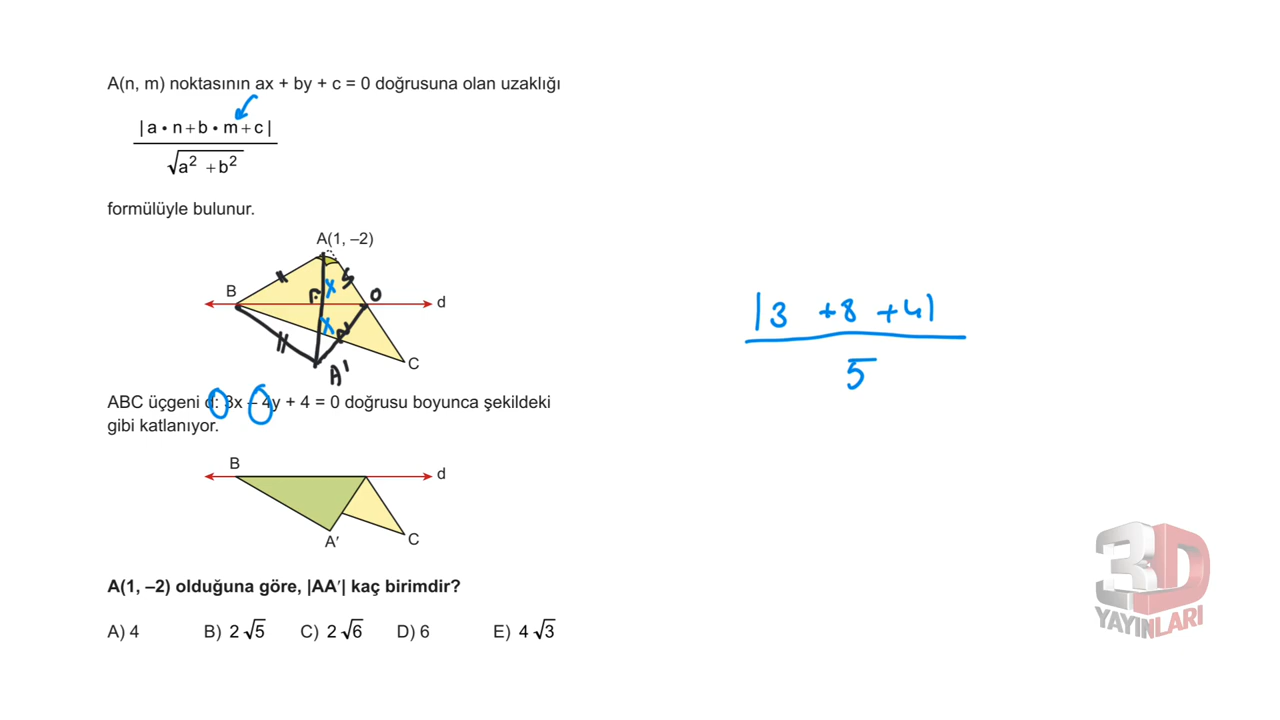 A(n, m) noktasının ax + by + c = 0 doğrusuna olan uzaklığı
|a • n + b • m + c|
√a² + b²
formülüyle bulunur.
A(1, –2)
B
O
d
x
x
C
A'
ABC üçgeni d: 3x – 4y + 4 = 0 doğrusu boyunca şekildeki
gibi katlanıyor.
B
d
A′
C
A(1, –2) olduğuna göre, |AA′| kaç birimdir?
A) 4 B) 2√5 C) 2√6 D) 6 E) 4√3
|3 +8 +4|
5
3D
YAYINLARI